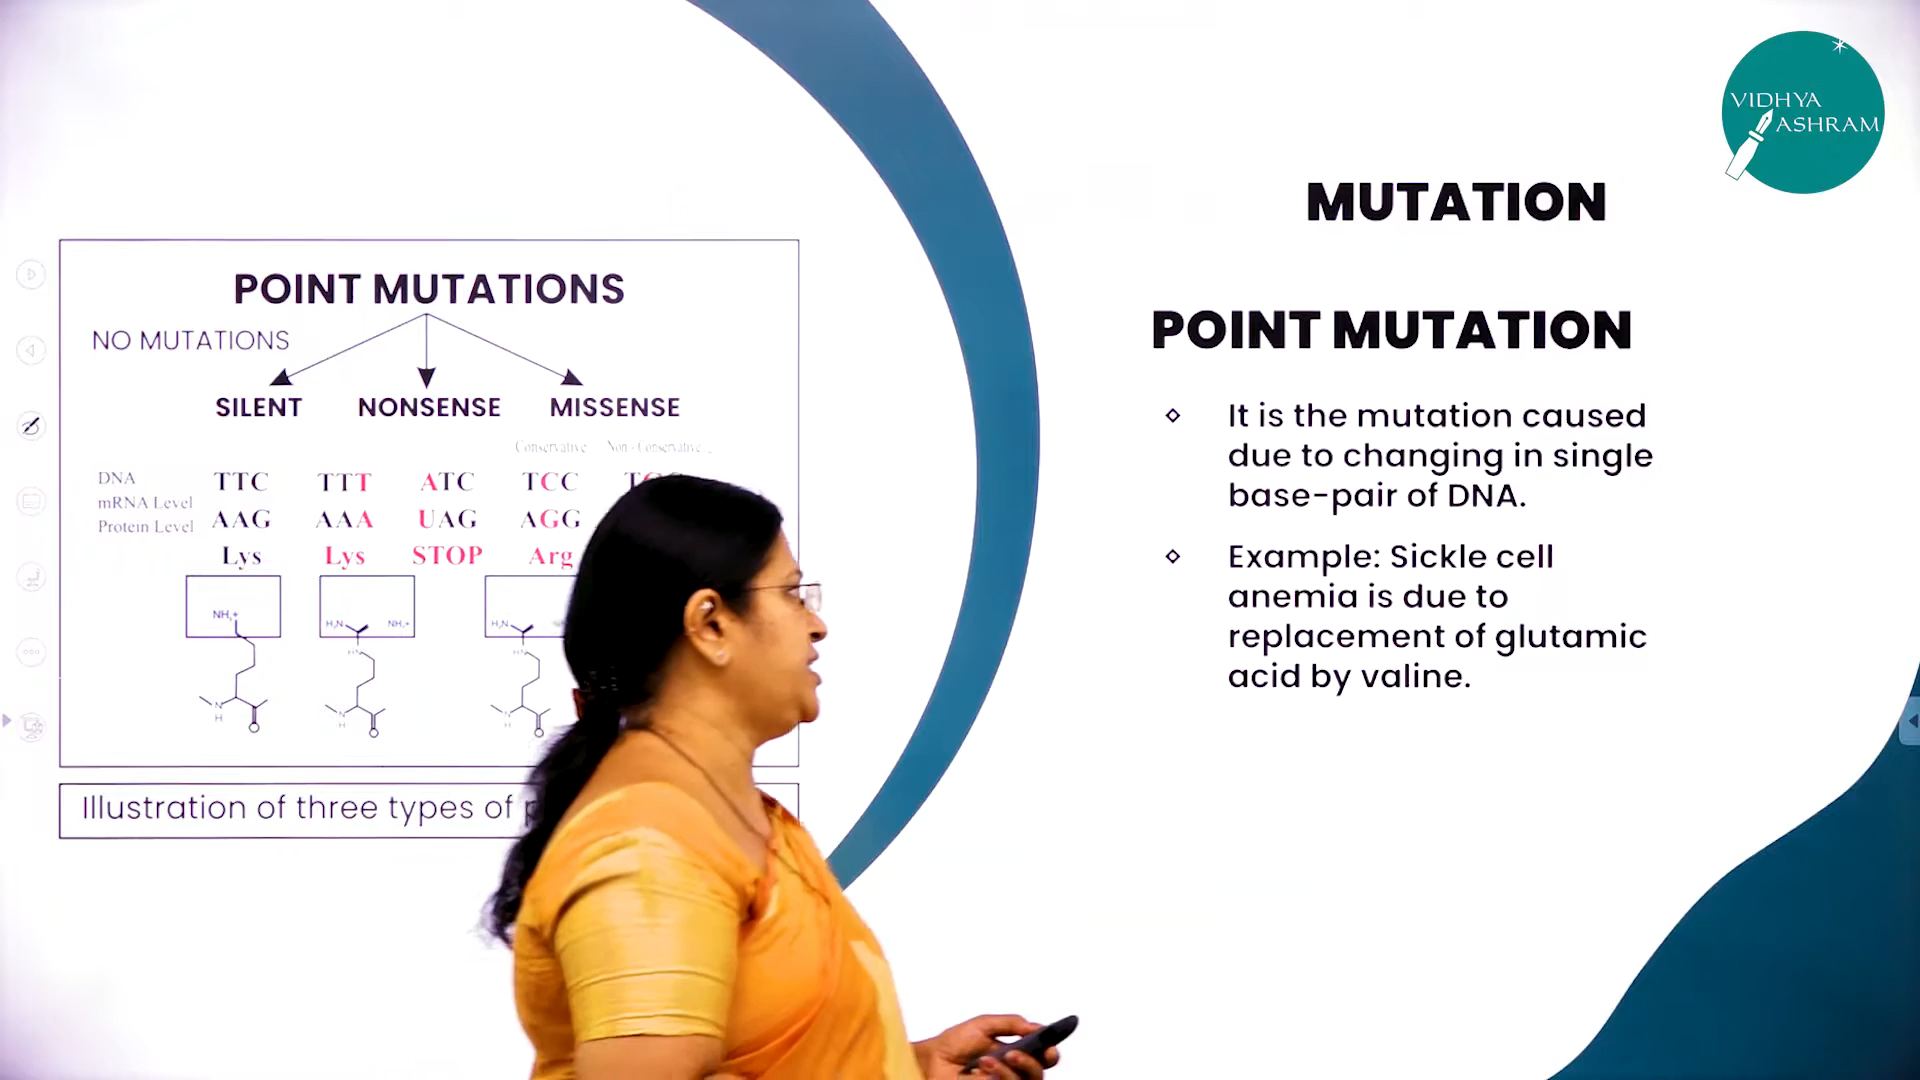 VIDHYA
ASHRAM
MUTATION
POINT MUTATIONS
NO MUTATIONS
SILENT NONSENSE MISSENSE
Conservative Non-Conservative
DNA TTC TTT ATC TCC
mRNA Level AAG AAA UAG AGG
Protein Level Lys Lys STOP Arg
NH₃+ H₂N NH₂+ H₂N
HN HN
N N N
H H H
O O O
Illustration of three types of
POINT MUTATION
It is the mutation caused
due to changing in single
base-pair of DNA.
Example: Sickle cell
anemia is due to
replacement of glutamic
acid by valine.